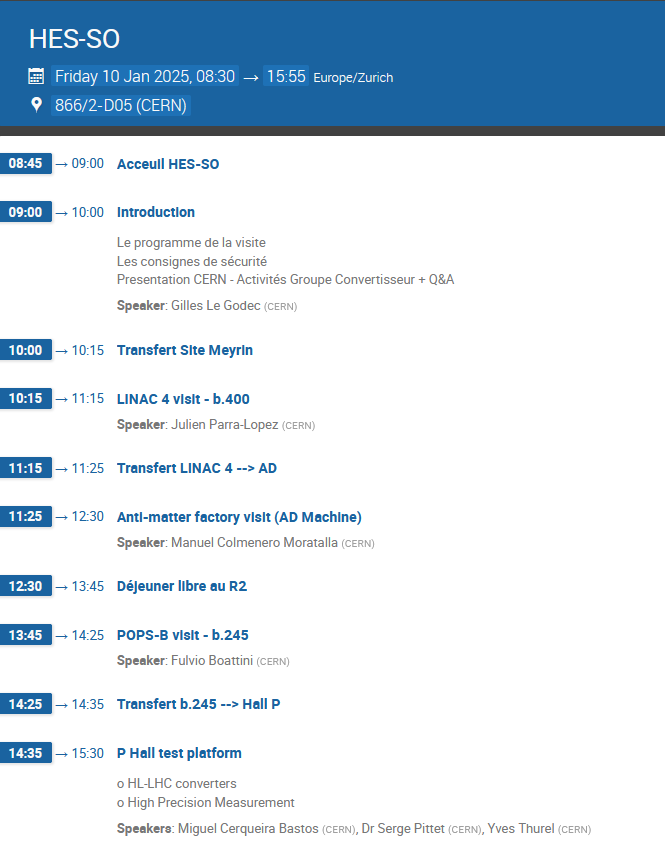 HES-SO
Friday 10 Jan 2025, 08:30 → 15:55 Europe/Zurich
866/2-D05 (CERN)
08:45 → 09:00 Acceuil HES-SO
09:00 → 10:00 Introduction
Le programme de la visite
Les consignes de sécurité
Presentation CERN - Activités Groupe Convertisseur + Q&A
Speaker: Gilles Le Godec (CERN)
10:00 → 10:15 Transfert Site Meyrin
10:15 → 11:15 LINAC 4 visit - b.400
Speaker: Julien Parra-Lopez (CERN)
11:15 → 11:25 Transfert LINAC 4 --> AD
11:25 → 12:30 Anti-matter factory visit (AD Machine)
Speaker: Manuel Colmenero Moratalla (CERN)
12:30 → 13:45 Déjeuner libre au R2
13:45 → 14:25 POPS-B visit - b.245
Speaker: Fulvio Boattini (CERN)
14:25 → 14:35 Transfert b.245 --> Hall P
14:35 → 15:30 P Hall test platform
o HL-LHC converters
o High Precision Measurement
Speakers: Miguel Cerqueira Bastos (CERN), Dr Serge Pittet (CERN), Yves Thurel (CERN)